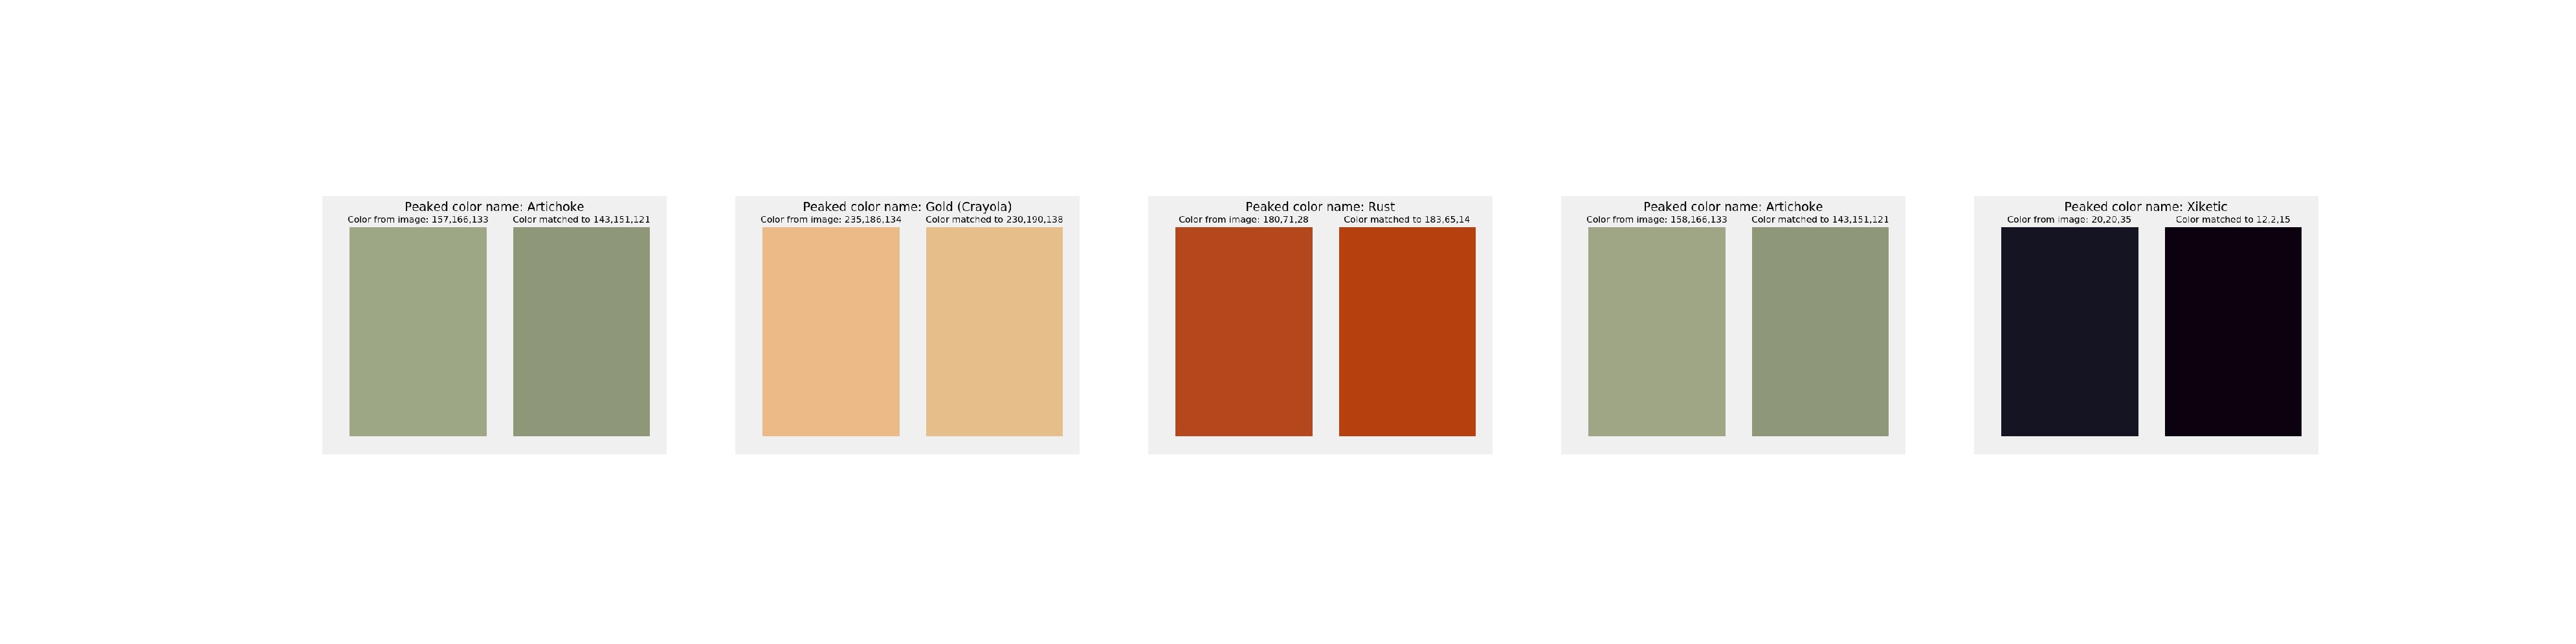 Peaked color name: Artichoke
Color from image: 157,166,133
Color matched to 143,151,121
Peaked color name: Gold (Crayola)
Color from image: 235,186,134
Color matched to 230,190,138
Peaked color name: Rust
Color from image: 180,71,28
Color matched to 183,65,14
Peaked color name: Artichoke
Color from image: 158,166,133
Color matched to 143,151,121
Peaked color name: Xiketic
Color from image: 20,20,35
Color matched to 12,2,15